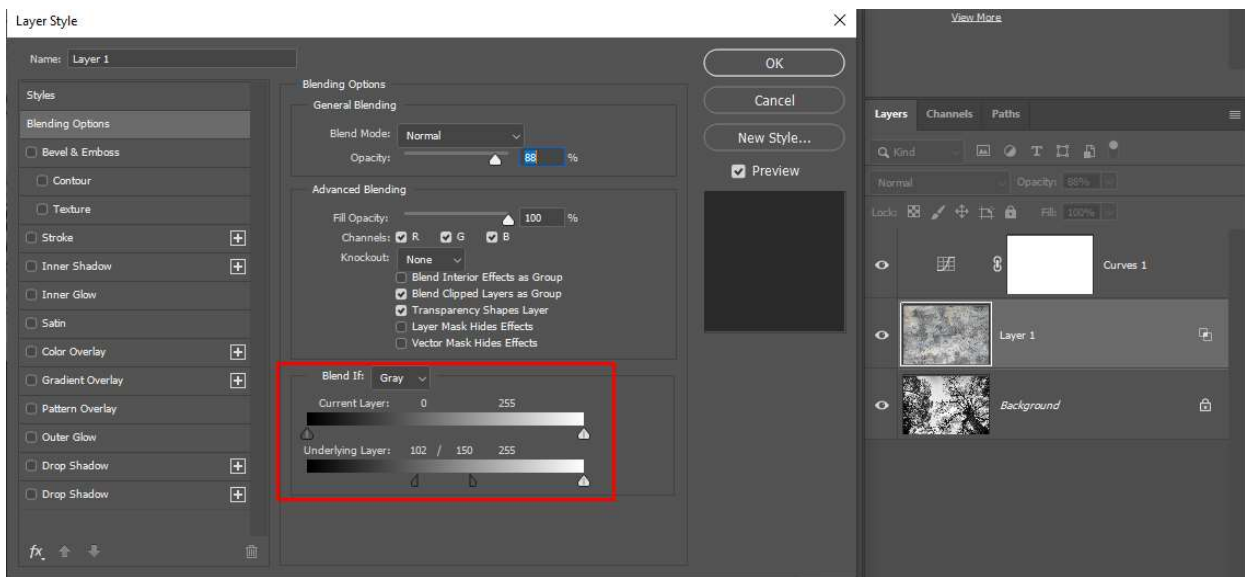 Layer Style
Name: Layer 1
Styles
Blending Options
Bevel & Emboss
Contour
Texture
Stroke
Inner Shadow
Inner Glow
Satin
Color Overlay
Gradient Overlay
Pattern Overlay
Outer Glow
Drop Shadow
Drop Shadow
fx
Blending Options
General Blending
Blend Mode: Normal
Opacity: 88 %
Advanced Blending
Fill Opacity: 100 %
Channels: R G B
Knockout: None
Blend Interior Effects as Group
Blend Clipped Layers as Group
Transparency Shapes Layer
Layer Mask Hides Effects
Vector Mask Hides Effects
Blend If: Gray
Current Layer: 0 255
Underlying Layer: 102 / 150 255
OK
Cancel
New Style...
Preview
View More
Layers Channels Paths
Kind
Normal Opacity: 88%
Lock: Fill: 100%
Curves 1
Layer 1
Background